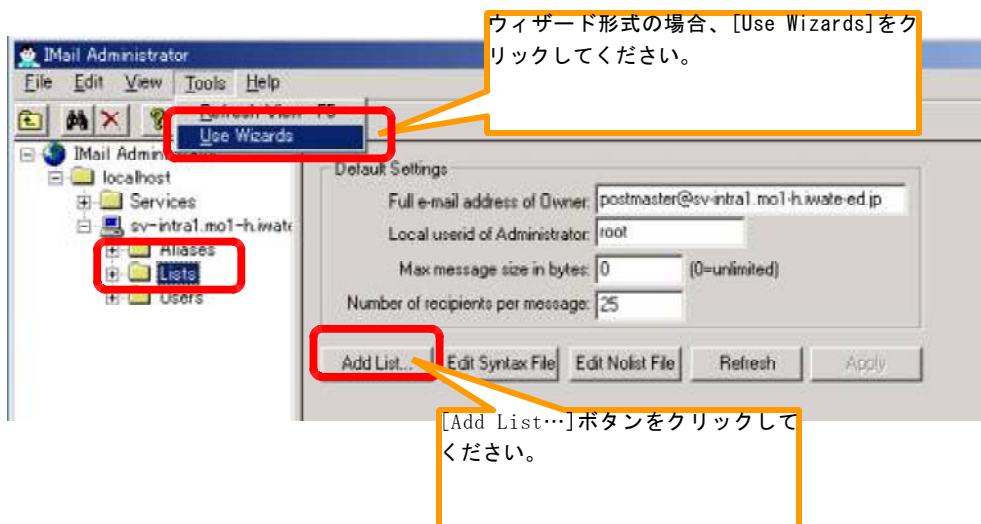 ウィザード形式の場合、[Use Wizards]をク
リックしてください。
IMail Administrator
File Edit View Tools Help
Refresh View F5
Use Wizards
IMail Admin
localhost
Services
sv-intra1.mo1-h.iwate
Aliases
Lists
Users
Default Settings
Full e-mail address of Owner: postmaster@sv-intra1.mo1-h.iwate-ed.jp
Local userid of Administrator: root
Max message size in bytes: 0 (0=unlimited)
Number of recipients per message: 25
Add List... Edit Syntax File Edit Nolist File Refresh Apply
[Add List…]ボタンをクリックして
ください。